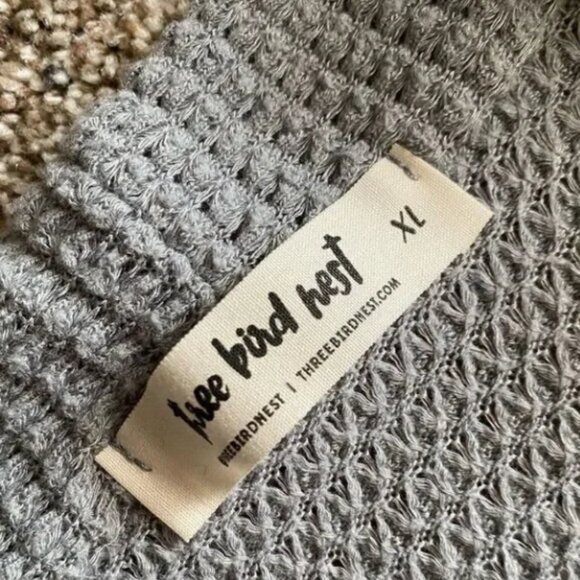 three bird nest
XL
THREEBIRDNEST | THREEBIRDNEST.COM